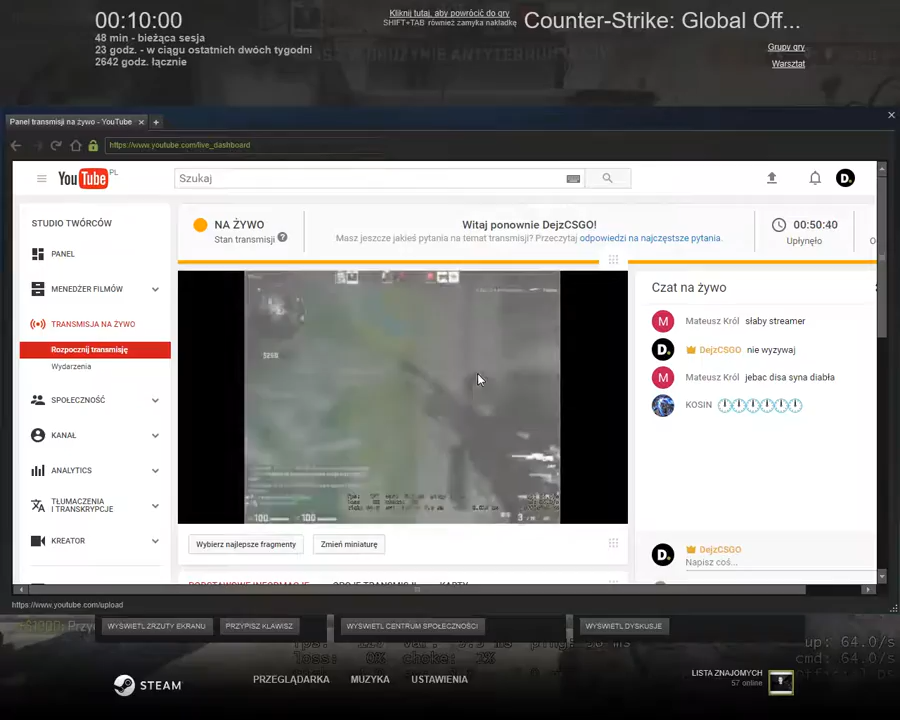 00:10:00
48 min - bieżąca sesja
23 godz. - w ciągu ostatnich dwóch tygodni
2642 godz. łącznie
Kliknij tutaj, aby powrócić do gry
SHIFT+TAB również zamyka nakładkę
Counter-Strike: Global Off...
Grupy gry
Warsztat
Panel transmisji na żywo - YouTube
https://www.youtube.com/live_dashboard
YouTube PL
Szukaj
D.
STUDIO TWÓRCÓW
PANEL
MENEDŻER FILMÓW
TRANSMISJA NA ŻYWO
Rozpocznij transmisję
Wydarzenia
SPOŁECZNOŚĆ
KANAŁ
ANALYTICS
TŁUMACZENIA
I TRANSKRYPCJE
KREATOR
NA ŻYWO
Stan transmisji
Witaj ponownie DejzCSGO!
Masz jeszcze jakieś pytania na temat transmisji? Przeczytaj odpowiedzi na najczęstsze pytania.
00:50:40
Upłynęło
Czat na żywo
M Mateusz Król słaby streamer
D. DejzCSGO nie wyzywaj
M Mateusz Król jebac disa syna diabła
KOSIN
D. DejzCSGO
Napisz coś...
Wybierz najlepsze fragmenty
Zmień miniaturę
PODSTAWOWE INFORMACJE
KARTY
https://www.youtube.com/upload
WYŚWIETL ZRZUTY EKRANU
PRZYPISZ KLAWISZ
WYŚWIETL CENTRUM SPOŁECZNOŚCI
WYŚWIETL DYSKUSJE
loss: 0% choke: 2%
up: 64.0/s
cmd: 64.0/s
STEAM
PRZEGLĄDARKA
MUZYKA
USTAWIENIA
LISTA ZNAJOMYCH
57 online